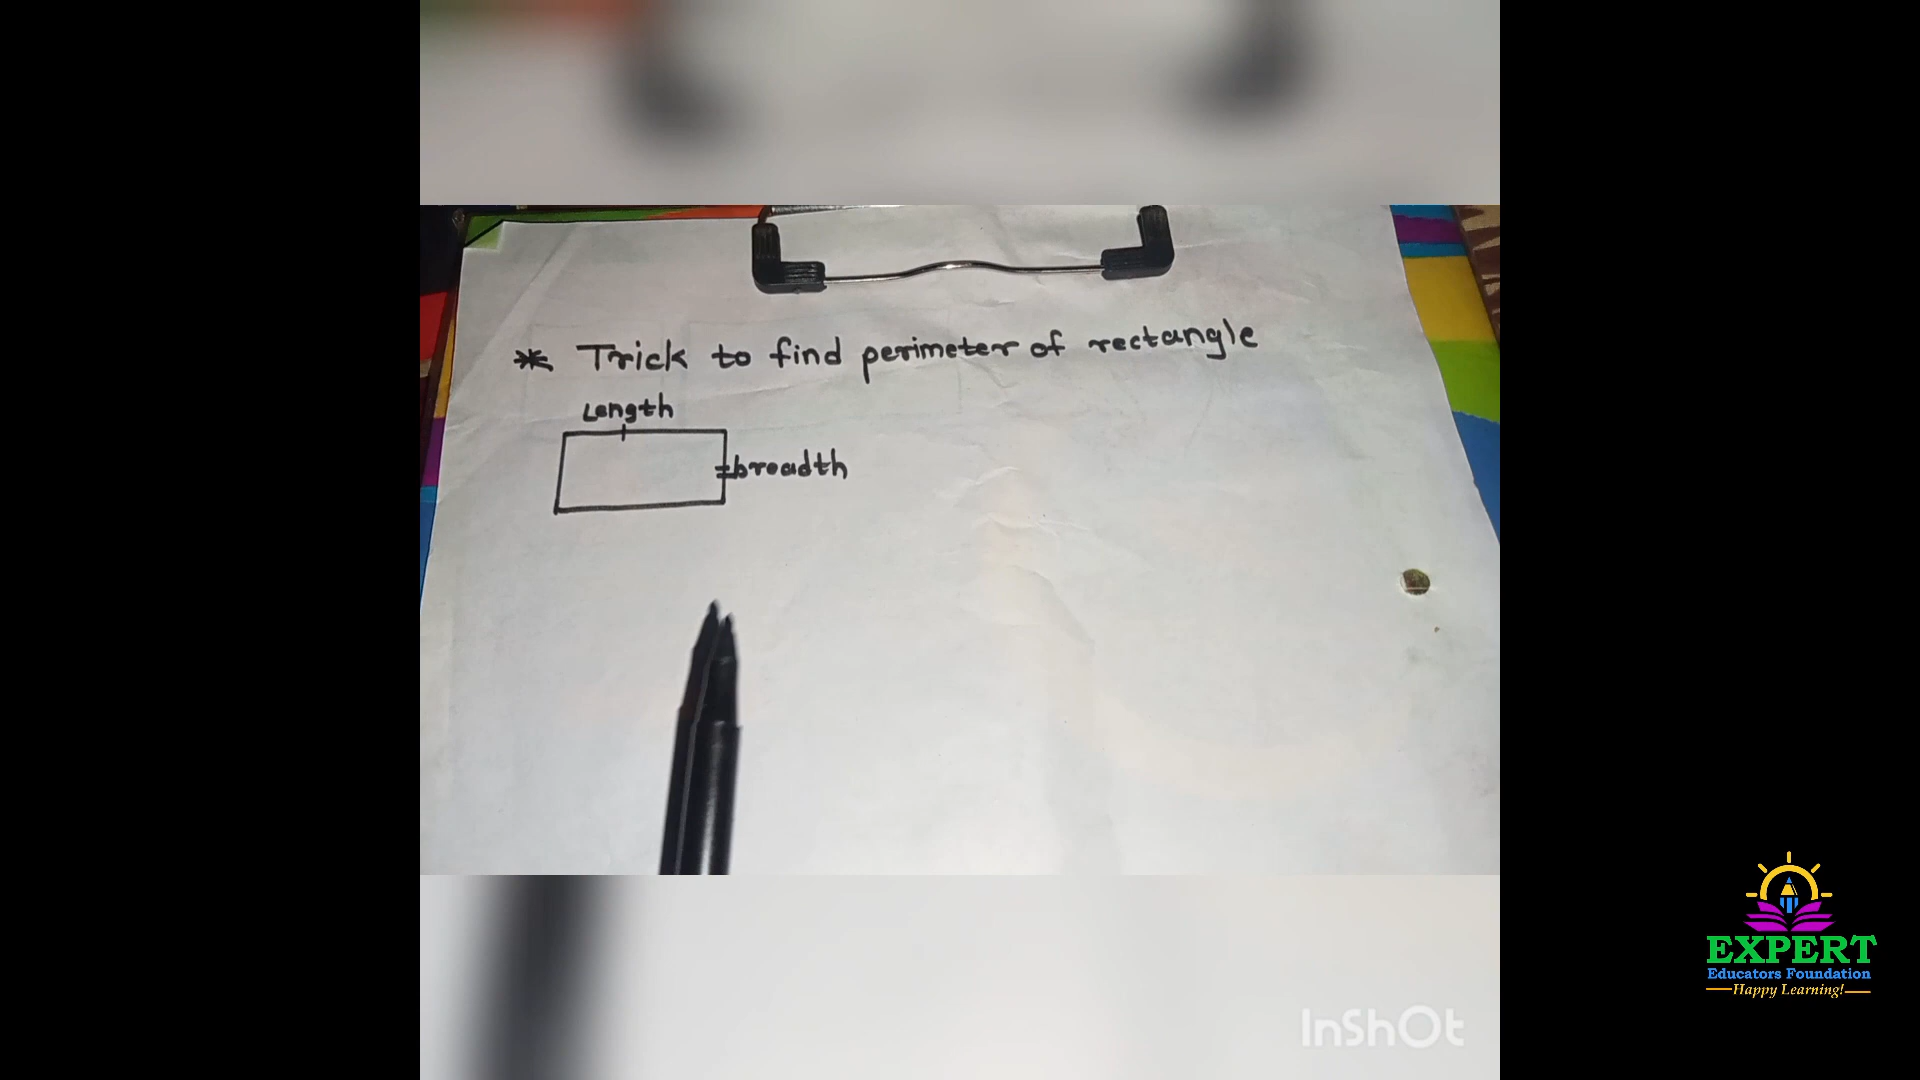 * Trick to find perimeter of rectangle
Length
breadth
EXPERT
Educators Foundation
Happy Learning!
InShOt